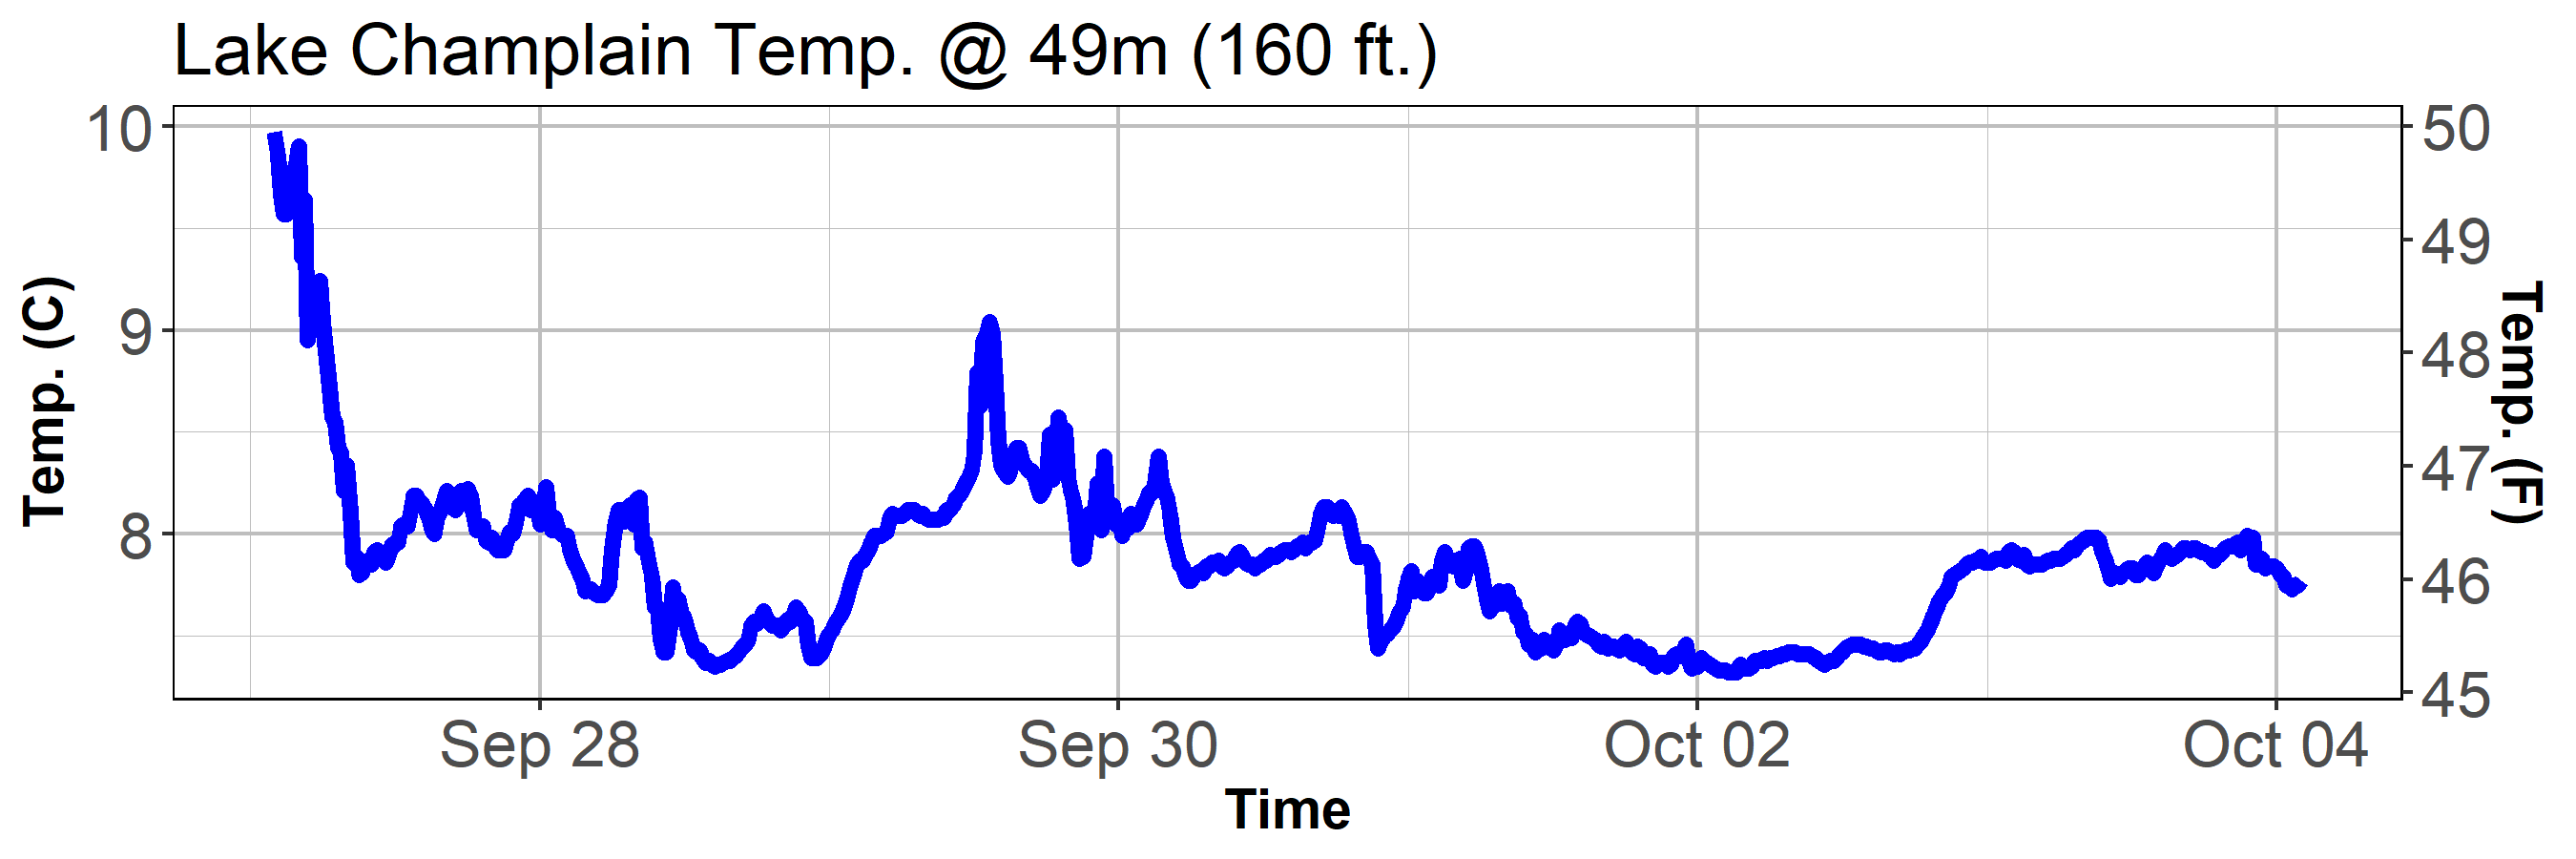 Lake Champlain Temp. @ 49m (160 ft.)
10
9
8
Temp. (C)
50
49
48
47
46
45
Temp. (F)
Sep 28 Sep 30 Oct 02 Oct 04
Time